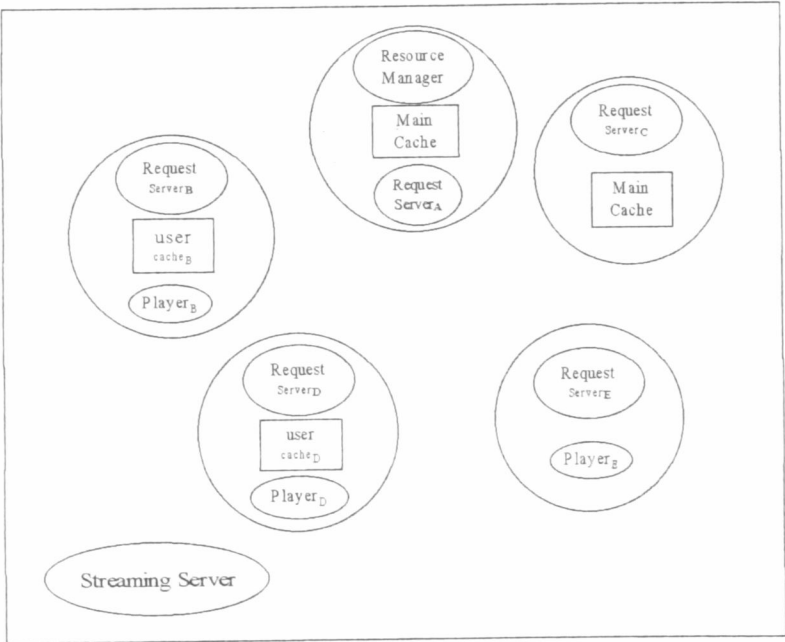 Resource
Manager
Main
Cache
Request
ServerA
Request
ServerC
Main
Cache
Request
ServerB
user
cacheB
PlayerB
Request
ServerD
user
cacheD
PlayerD
Request
ServerE
PlayerE
Streaming Server